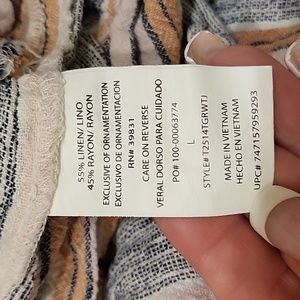 55% LINEN/ LINO
45% RAYON/ RAYON
EXCLUSIVE OF ORNAMENTATION
EXCLUSIVO DE ORNAMENTACION
RN# 39831
CARE ON REVERSE
VERAL DORSO PARA CUIDADO
PO# 100-00063774
L
STYLE# T2514TGRWTJ
MADE IN VIETNAM
HECHO EN VIETNAM
UPC# 747157959293